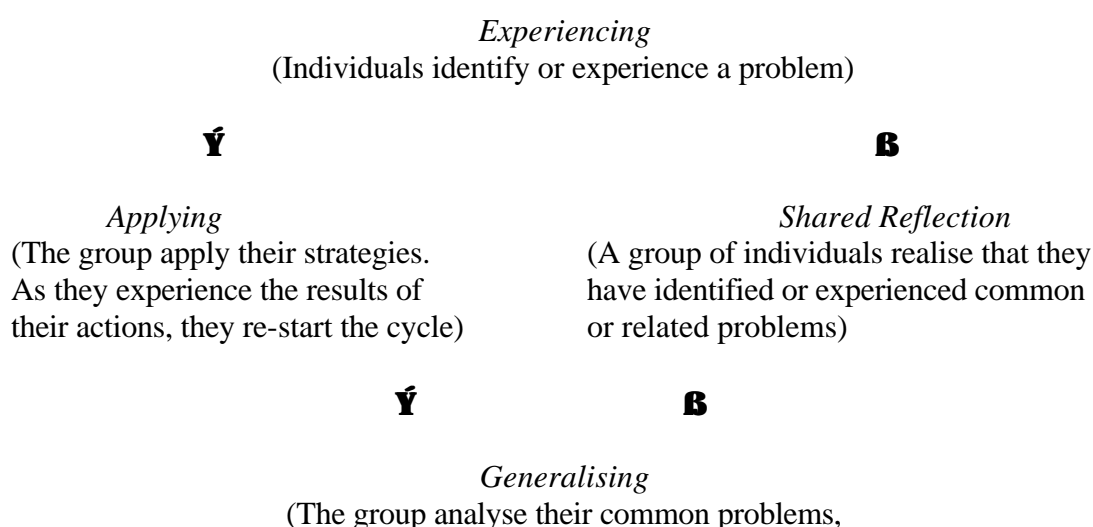 Experiencing
(Individuals identify or experience a problem)
Ý ß
Applying Shared Reflection
(The group apply their strategies. (A group of individuals realise that they
As they experience the results of have identified or experienced common
their actions, they re-start the cycle) or related problems)
Ý ß
Generalising
(The group analyse their common problems,